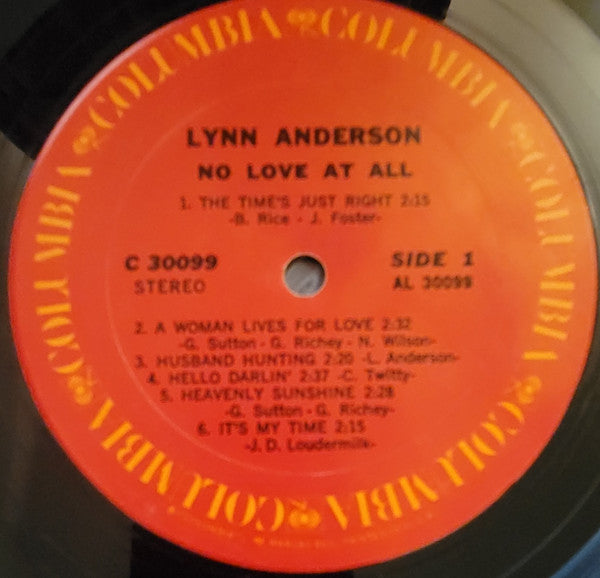 COLUMBIA COLUMBIA COLUMBIA COLUMBIA COLUMBIA COLUMBIA
LYNN ANDERSON
NO LOVE AT ALL
1. THE TIME'S JUST RIGHT 2:15
-B. Rice - J. Foster-
C 30099
STEREO
SIDE 1
AL 30099
2. A WOMAN LIVES FOR LOVE 2:32
-G. Sutton- G. Richey- N. Wilson-
3. HUSBAND HUNTING 2:20 -L. Anderson-
4. HELLO DARLIN' 2:37 -C. Twitty-
5. HEAVENLY SUNSHINE 2:28
-G. Sutton- G. Richey-
6. IT'S MY TIME 2:15
-J.D. Loudermilk-